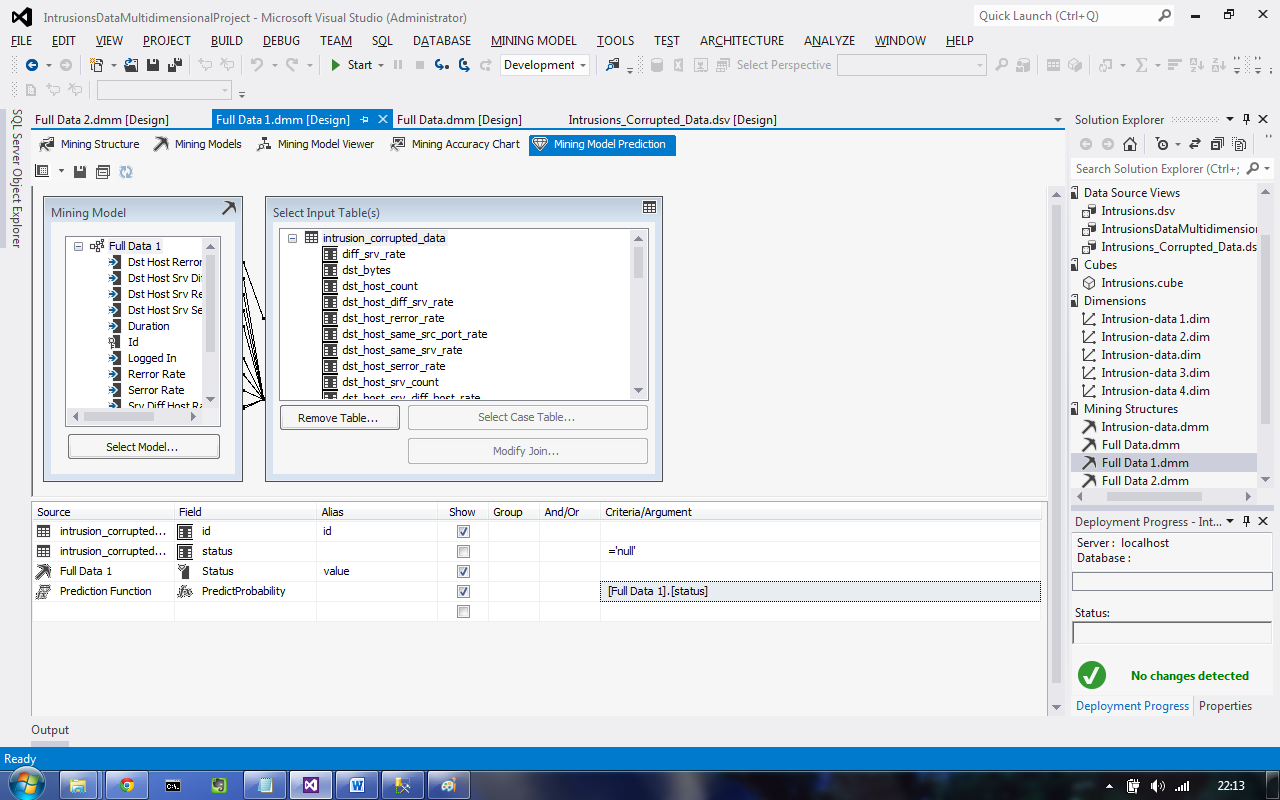 IntrusionsDataMultidimensionalProject - Microsoft Visual Studio (Administrator)
Quick Launch (Ctrl+Q)
FILE EDIT VIEW PROJECT BUILD DEBUG TEAM SQL DATABASE MINING MODEL TOOLS TEST ARCHITECTURE ANALYZE WINDOW HELP
Start Development Select Perspective
SQL Server Object Explorer
Full Data 2.dmm [Design] Full Data 1.dmm [Design] Full Data.dmm [Design] Intrusions_Corrupted_Data.dsv [Design]
Mining Structure Mining Models Mining Model Viewer Mining Accuracy Chart Mining Model Prediction
Mining Model
Full Data 1
Dst Host Rerror
Dst Host Srv Di
Dst Host Srv Re
Dst Host Srv Se
Duration
Id
Logged In
Rerror Rate
Serror Rate
Srv Diff Host Ra
Select Model...
Select Input Table(s)
intrusion_corrupted_data
diff_srv_rate
dst_bytes
dst_host_count
dst_host_diff_srv_rate
dst_host_rerror_rate
dst_host_same_src_port_rate
dst_host_same_srv_rate
dst_host_serror_rate
dst_host_srv_count
dst_host_srv_diff_host_rate
Remove Table...
Select Case Table...
Modify Join...
Source Field Alias Show Group And/Or Criteria/Argument
intrusion_corrupted... id id
intrusion_corrupted... status ='null'
Full Data 1 Status value
Prediction Function PredictProbability [Full Data 1].[status]
Output
Solution Explorer
Search Solution Explorer (Ctrl+;
Data Source Views
Intrusions.dsv
IntrusionsDataMultidimensio
Intrusions_Corrupted_Data.ds
Cubes
Intrusions.cube
Dimensions
Intrusion-data 1.dim
Intrusion-data 2.dim
Intrusion-data.dim
Intrusion-data 3.dim
Intrusion-data 4.dim
Mining Structures
Intrusion-data.dmm
Full Data.dmm
Full Data 1.dmm
Full Data 2.dmm
Deployment Progress - Int...
Server : localhost
Database :
Status:
No changes detected
Deployment Progress Properties
Ready
22:13